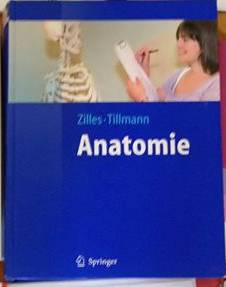 Zilles · Tillmann
Anatomie
Springer